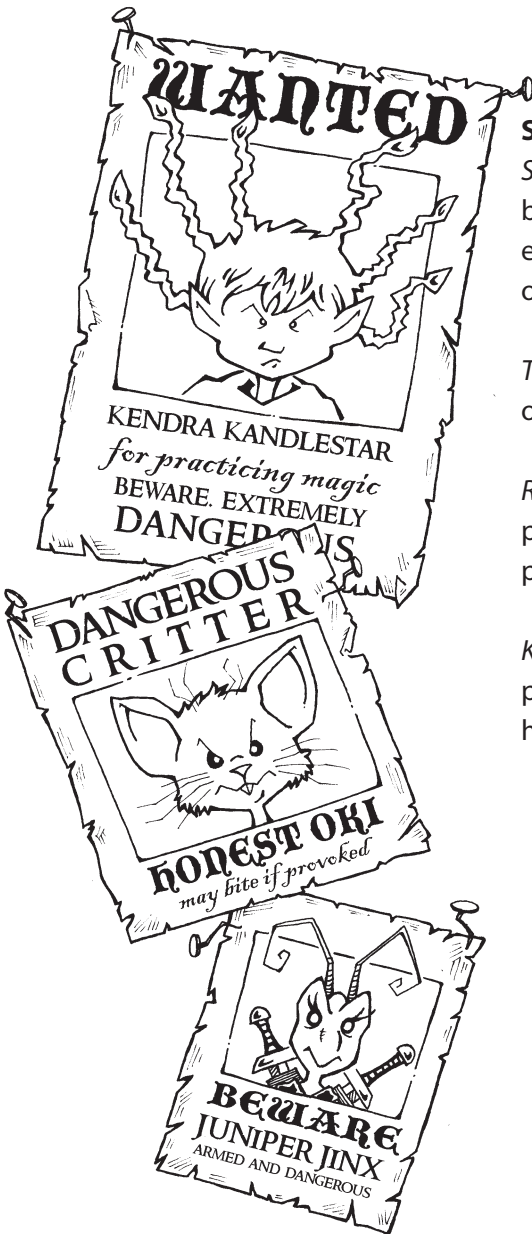 WANTED
KENDRA KANDLESTAR
for practicing magic
BEWARE. EXTREMELY
DANGEROUS
DANGEROUS
CRITTER
HONEST OKI
may bite if provoked
BEWARE
JUNIPER JINX
ARMED AND DANGEROUS